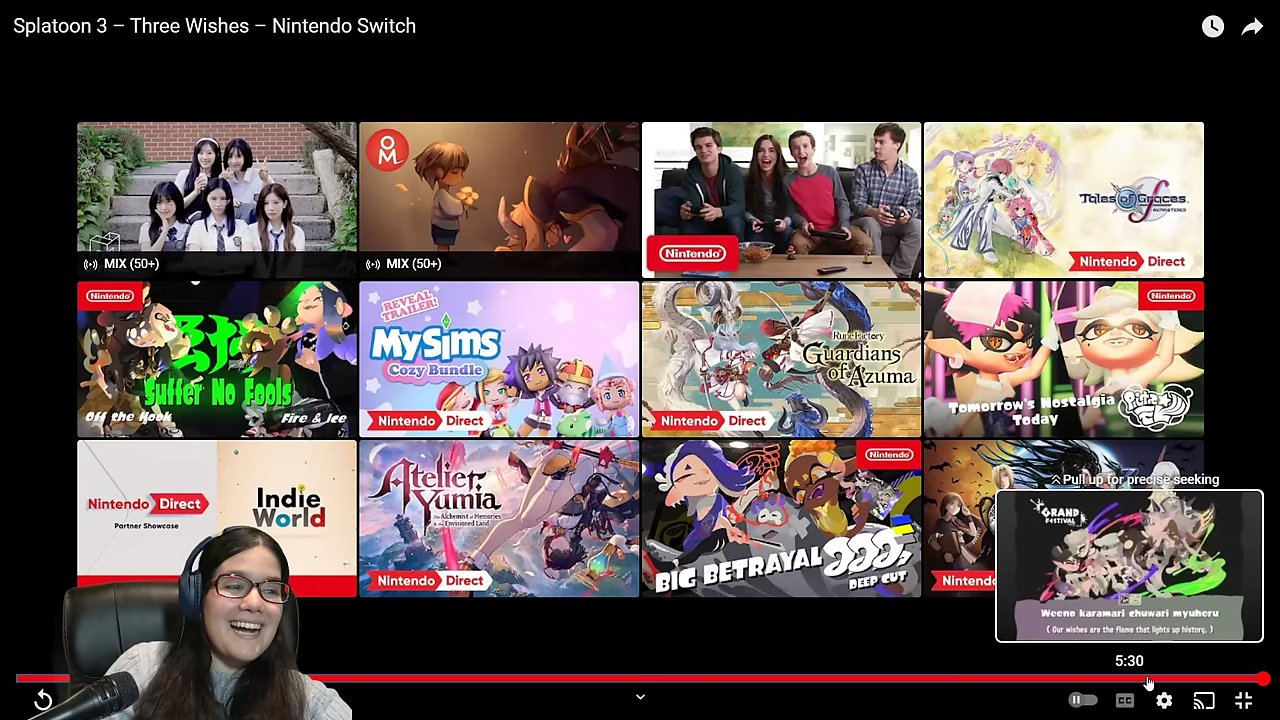 Splatoon 3 – Three Wishes – Nintendo Switch
OM
MIX (50+)
MIX (50+)
Nintendo
Tales of Graces f
REMASTERED
Nintendo Direct
Nintendo
Suffer No Fools
Off the Hook
Fire & Ice
REVEAL
TRAILER!
MySims
Cozy Bundle
Nintendo Direct
Rune Factory
Guardians
of Azuma
Nintendo Direct
Nintendo
Tomorrow's Nostalgia
Today
Nintendo Direct
Partner Showcase
Indie
World
Atelier
Yumia
The Alchemist of Memories
& the Envisioned Land
Nintendo Direct
Nintendo
BIG BETRAYAL
DEEP CUT
Nintendo
Pull up for precise seeking
GRAND
FESTIVAL
Weeno karamari chuwari myuheru
( Our wishes are the flame that lights up history. )
5:30
CC